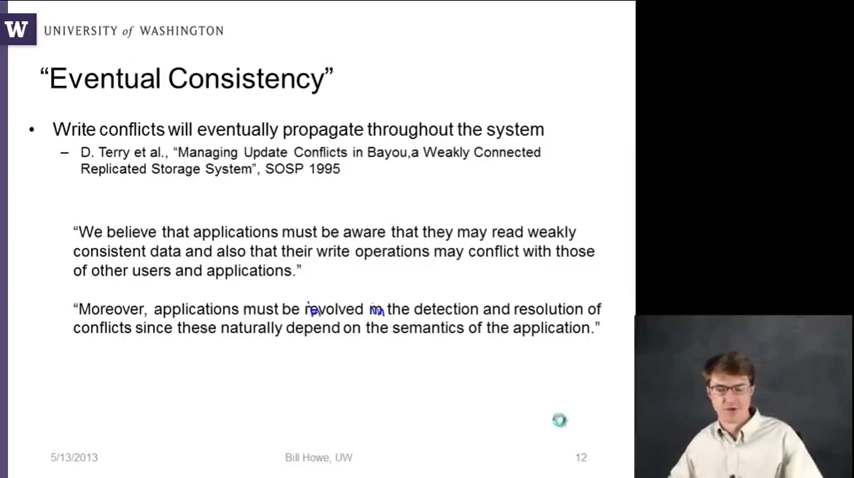 W UNIVERSITY of WASHINGTON
“Eventual Consistency”
• Write conflicts will eventually propagate throughout the system
– D. Terry et al., “Managing Update Conflicts in Bayou,a Weakly Connected
Replicated Storage System”, SOSP 1995
“We believe that applications must be aware that they may read weakly
consistent data and also that their write operations may conflict with those
of other users and applications.”
“Moreover, applications must be involved in the detection and resolution of
conflicts since these naturally depend on the semantics of the application.”
5/13/2013 Bill Howe, UW 12